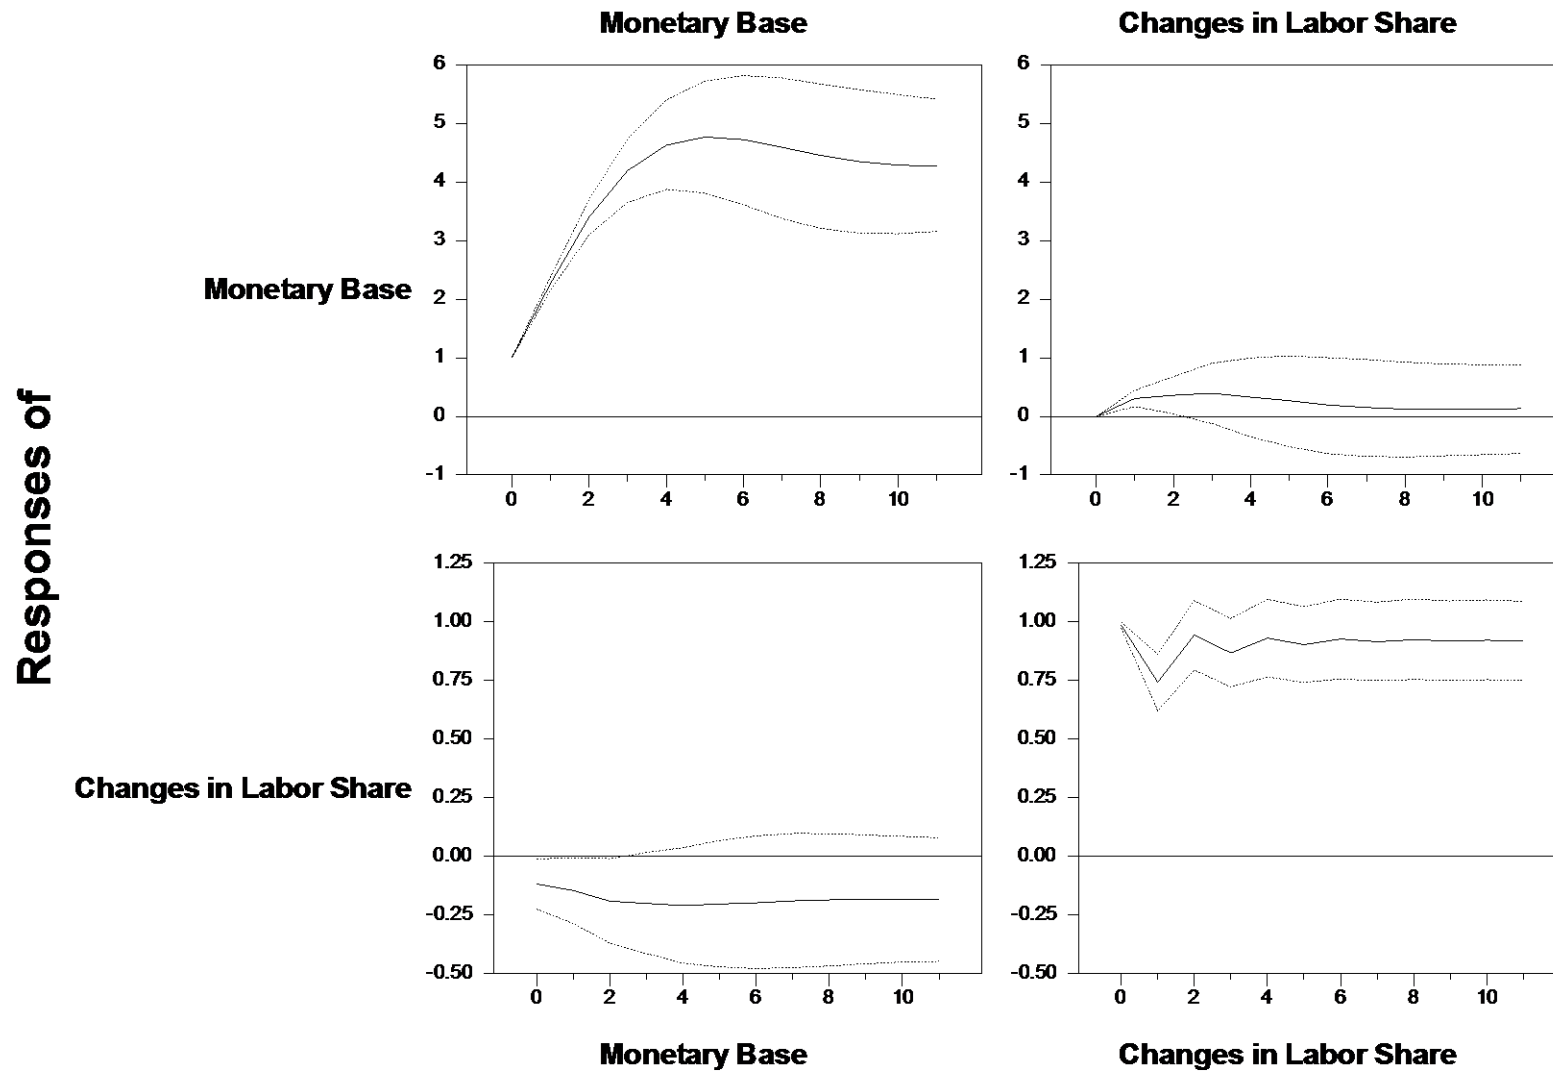 Monetary Base
Changes in Labor Share
Responses of
Monetary Base
6
5
4
3
2
1
0
-1
0 2 4 6 8 10
6
5
4
3
2
1
0
-1
0 2 4 6 8 10
Changes in Labor Share
1.25
1.00
0.75
0.50
0.25
0.00
-0.25
-0.50
0 2 4 6 8 10
1.25
1.00
0.75
0.50
0.25
0.00
-0.25
-0.50
0 2 4 6 8 10
Monetary Base
Changes in Labor Share